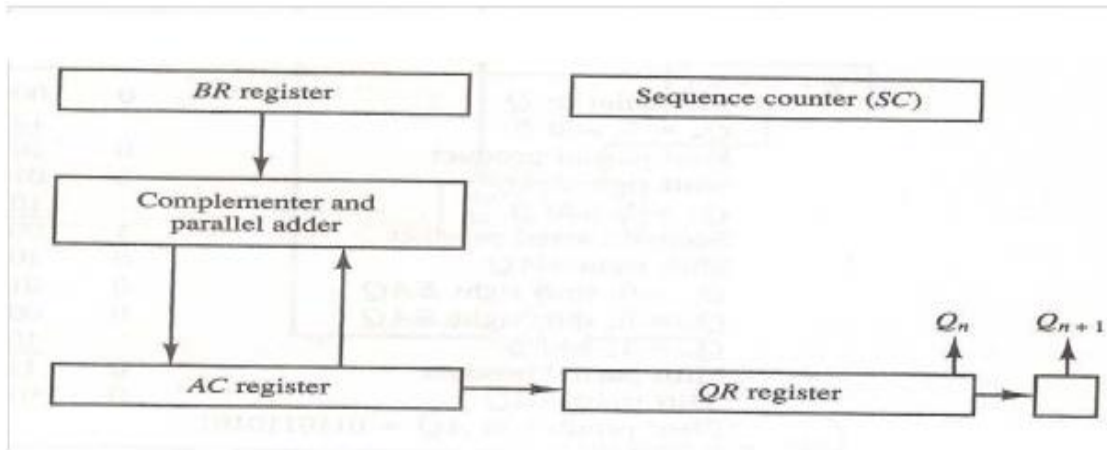 BR register
Sequence counter (SC)
Complementer and
parallel adder
Qn
Qn + 1
AC register
QR register